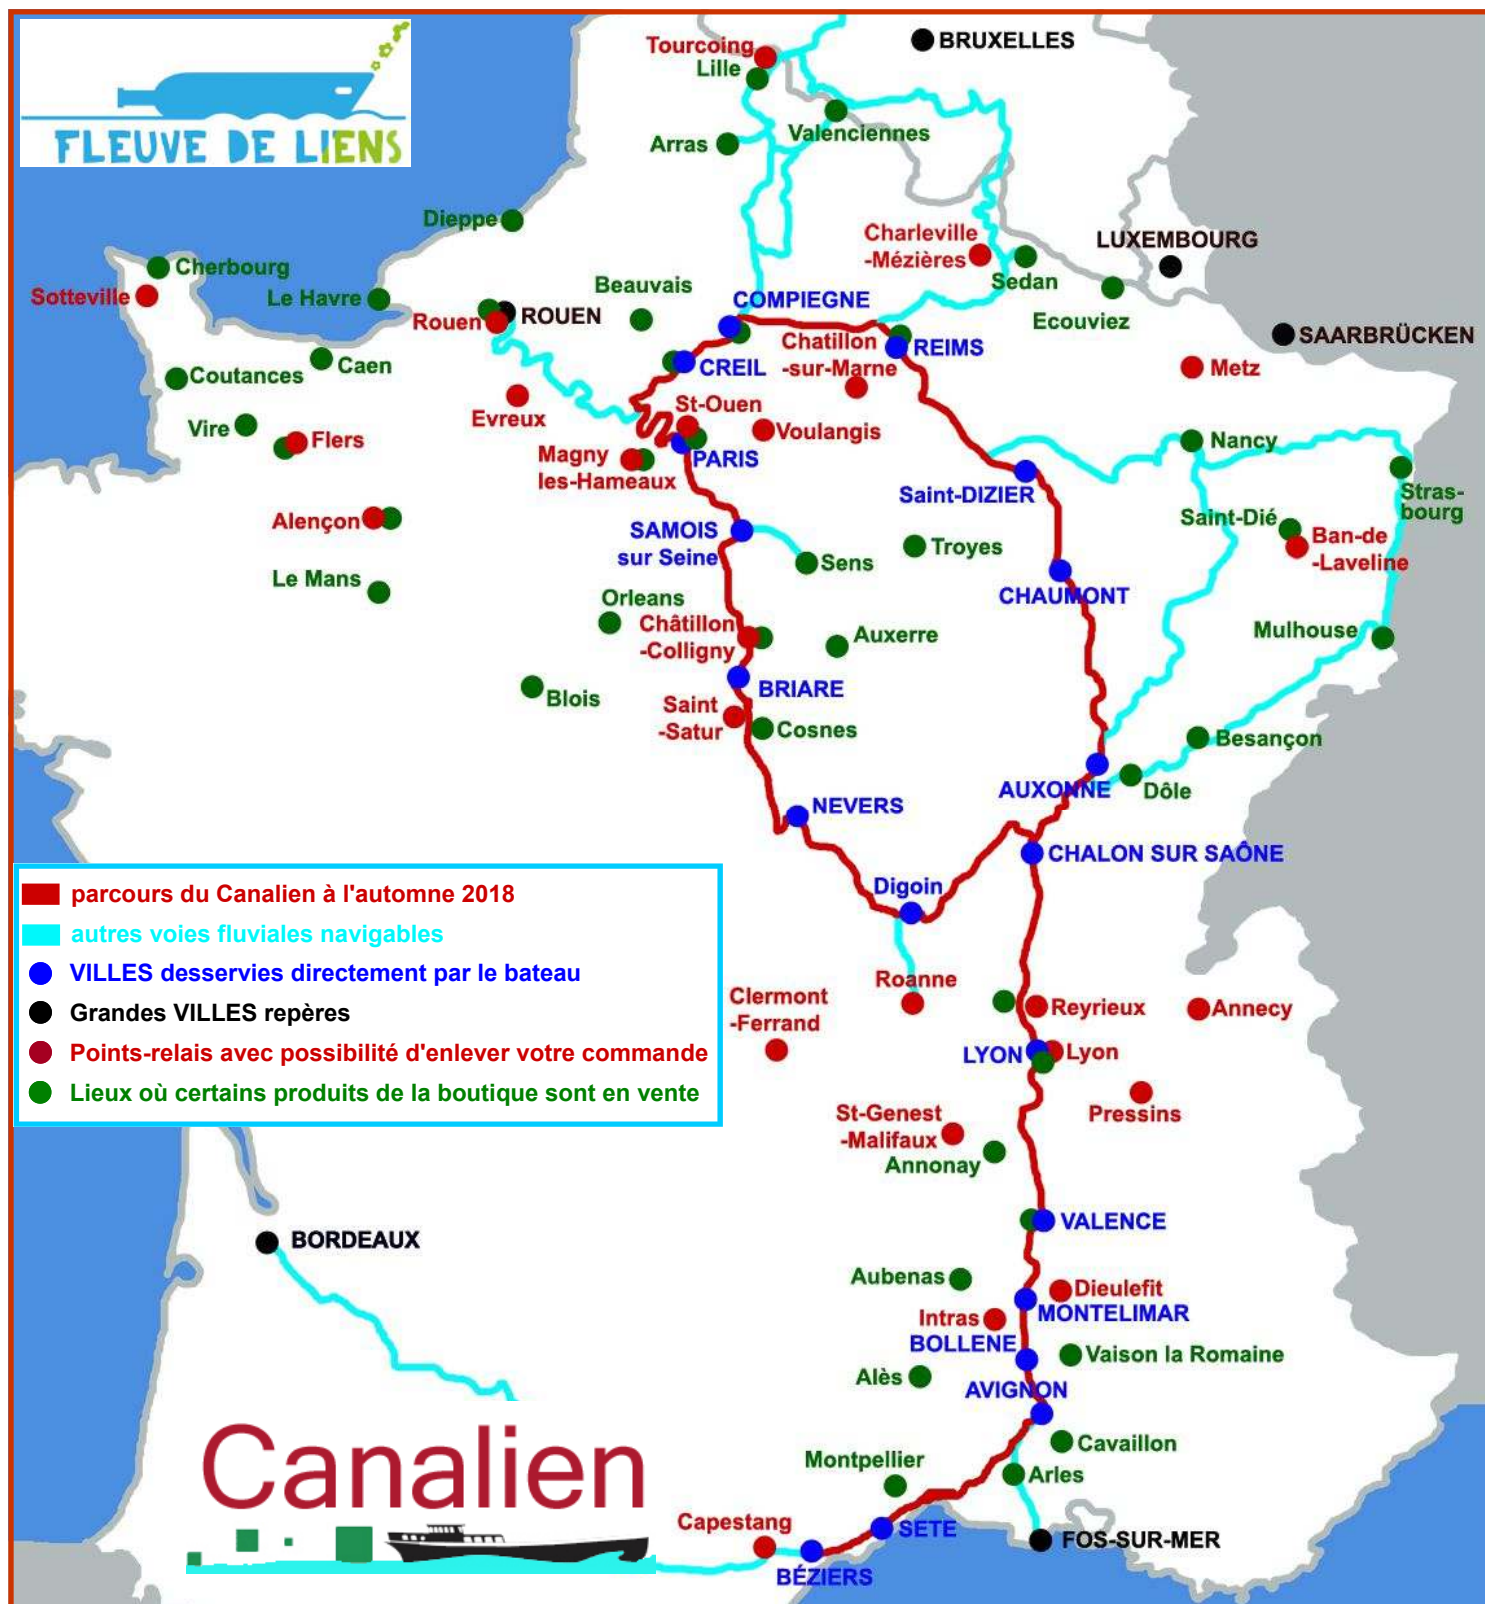 FLEUVE DE LIENS
Tourcoing
Lille
BRUXELLES
Arras
Valenciennes
Dieppe
Charleville
-Mézières
LUXEMBOURG
Sedan
Ecouviez
Cherbourg
Sotteville
Le Havre
Beauvais
COMPIEGNE
Rouen
ROUEN
SAARBRÜCKEN
Chatillon
-sur-Marne
REIMS
Caen
CREIL
Metz
Coutances
Evreux
St-Ouen
Voulangis
Vire
Flers
PARIS
Nancy
Magny
les-Hameaux
Saint-DIZIER
Stras-
bourg
Alençon
SAMOIS
sur Seine
Saint-Dié
Ban-de
-Laveline
Troyes
Sens
Le Mans
CHAUMONT
Orleans
Châtillon
-Colligny
Auxerre
Mulhouse
BRIARE
Blois
Saint
-Satur
Cosnes
Besançon
AUXONNE
Dôle
NEVERS
CHALON SUR SAÔNE
Digoin
parcours du Canalien à l'automne 2018
autres voies fluviales navigables
VILLES desservies directement par le bateau
Grandes VILLES repères
Points-relais avec possibilité d'enlever votre commande
Lieux où certains produits de la boutique sont en vente
Roanne
Clermont
-Ferrand
Reyrieux
Annecy
LYON
Lyon
Pressins
St-Genest
-Malifaux
Annonay
VALENCE
BORDEAUX
Aubenas
Dieulefit
Intras
MONTELIMAR
BOLLENE
Vaison la Romaine
Alès
AVIGNON
Cavaillon
Montpellier
Arles
Canalien
Capestang
SETE
FOS-SUR-MER
BÉZIERS